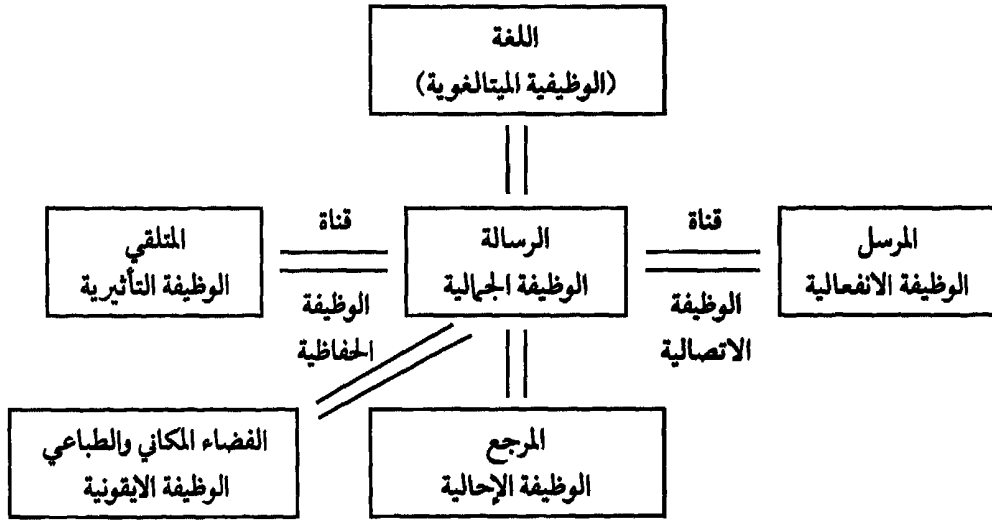 اللغة
(الوظيفية الميتالغوية)
المرسل
الوظيفة الانفعالية
قناة
الوظيفة
الاتصالية
الرسالة
الوظيفة الجمالية
قناة
الوظيفة
الحفاظية
المتلقي
الوظيفة التأثيرية
المرجع
الوظيفة الإحالية
الفضاء المكاني والطباعي
الوظيفة الايقونية